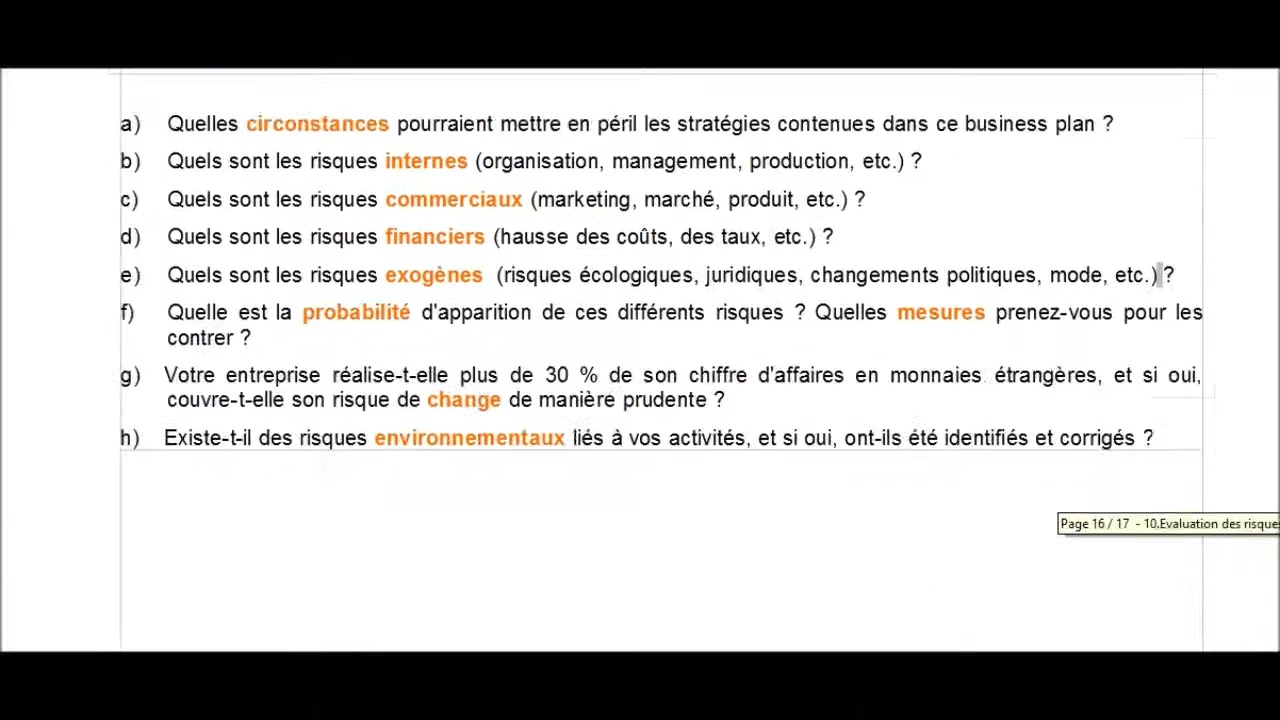 a) Quelles circonstances pourraient mettre en péril les stratégies contenues dans ce business plan ?
b) Quels sont les risques internes (organisation, management, production, etc.) ?
c) Quels sont les risques commerciaux (marketing, marché, produit, etc.) ?
d) Quels sont les risques financiers (hausse des coûts, des taux, etc.) ?
e) Quels sont les risques exogènes (risques écologiques, juridiques, changements politiques, mode, etc.) ?
f) Quelle est la probabilité d'apparition de ces différents risques ? Quelles mesures prenez-vous pour les
contrer ?
g) Votre entreprise réalise-t-elle plus de 30 % de son chiffre d'affaires en monnaies étrangères, et si oui,
couvre-t-elle son risque de change de manière prudente ?
h) Existe-t-il des risques environnementaux liés à vos activités, et si oui, ont-ils été identifiés et corrigés ?
Page 16 / 17 - 10.Evaluation des risque